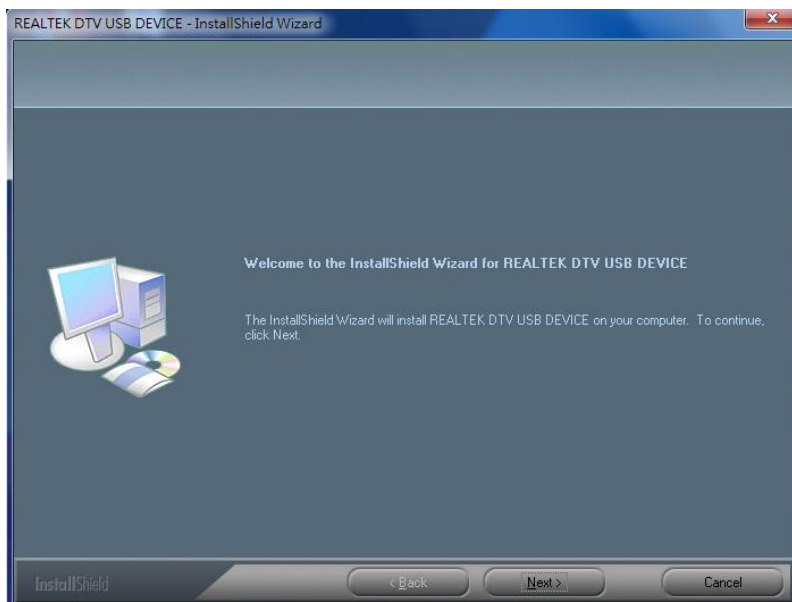 REALTEK DTV USB DEVICE - InstallShield Wizard
Welcome to the InstallShield Wizard for REALTEK DTV USB DEVICE
The InstallShield Wizard will install REALTEK DTV USB DEVICE on your computer. To continue,
click Next.
InstallShield
< Back
Next >
Cancel